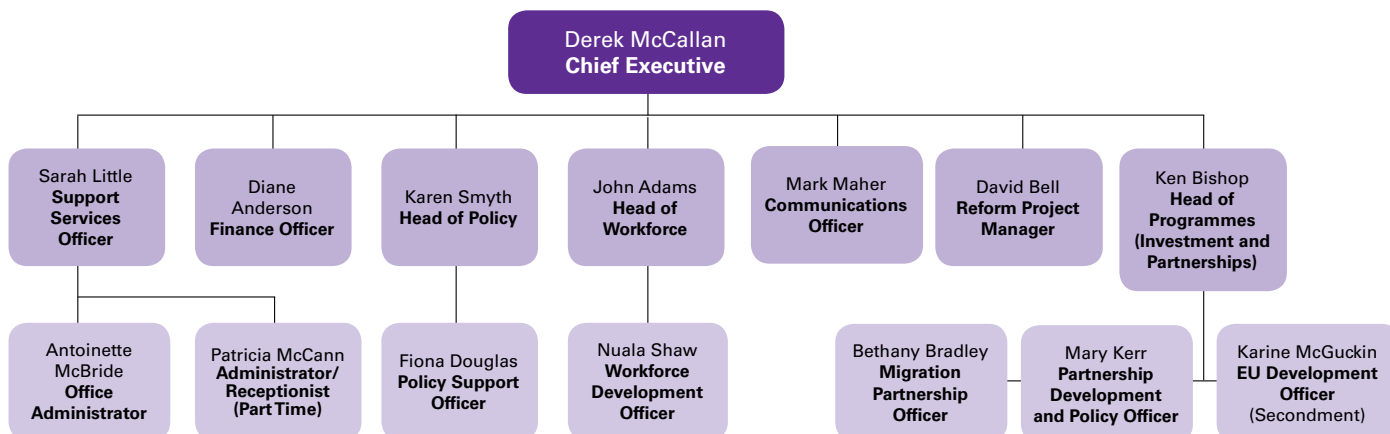 Derek McCallan
Chief Executive
Sarah Little
Support
Services
Officer
Diane
Anderson
Finance Officer
Karen Smyth
Head of Policy
John Adams
Head of
Workforce
Mark Maher
Communications
Officer
David Bell
Reform Project
Manager
Ken Bishop
Head of
Programmes
(Investment and
Partnerships)
Antoinette
McBride
Office
Administrator
Patricia McCann
Administrator/
Receptionist
(Part Time)
Fiona Douglas
Policy Support
Officer
Nuala Shaw
Workforce
Development
Officer
Bethany Bradley
Migration
Partnership
Officer
Mary Kerr
Partnership
Development
and Policy Officer
Karine McGuckin
EU Development
Officer
(Secondment)